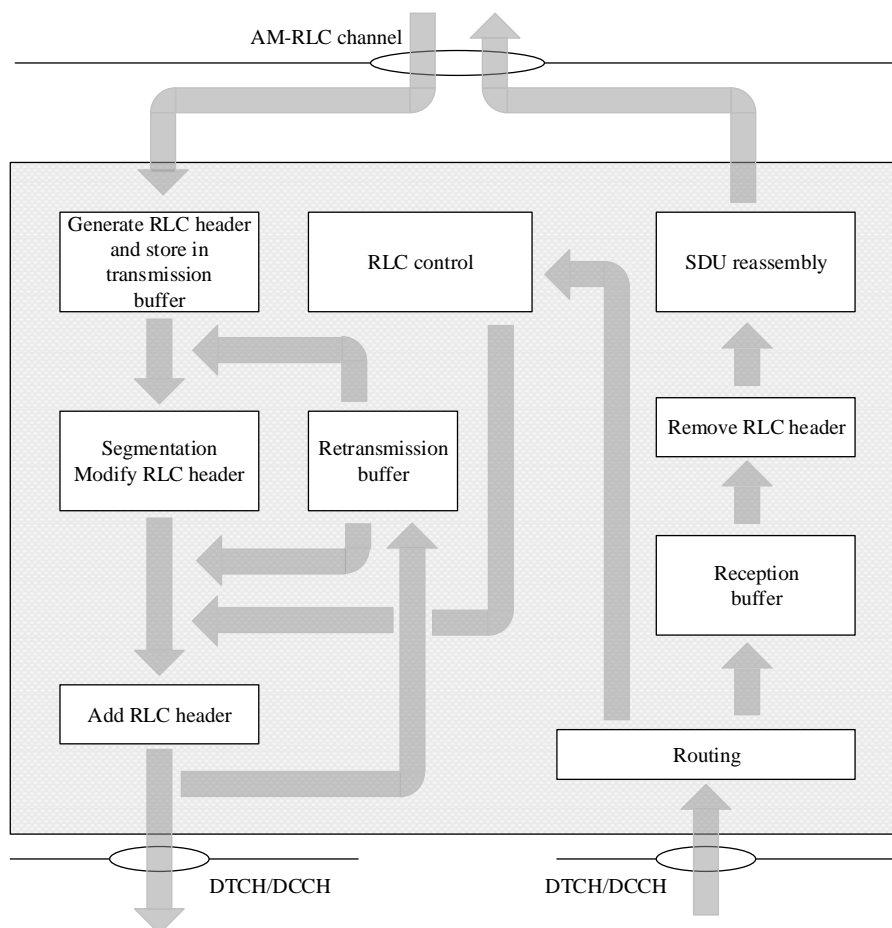 AM-RLC channel
Generate RLC header
and store in
transmission
buffer
RLC control
SDU reassembly
Segmentation
Modify RLC header
Retransmission
buffer
Remove RLC header
Reception
buffer
Add RLC header
Routing
DTCH/DCCH
DTCH/DCCH